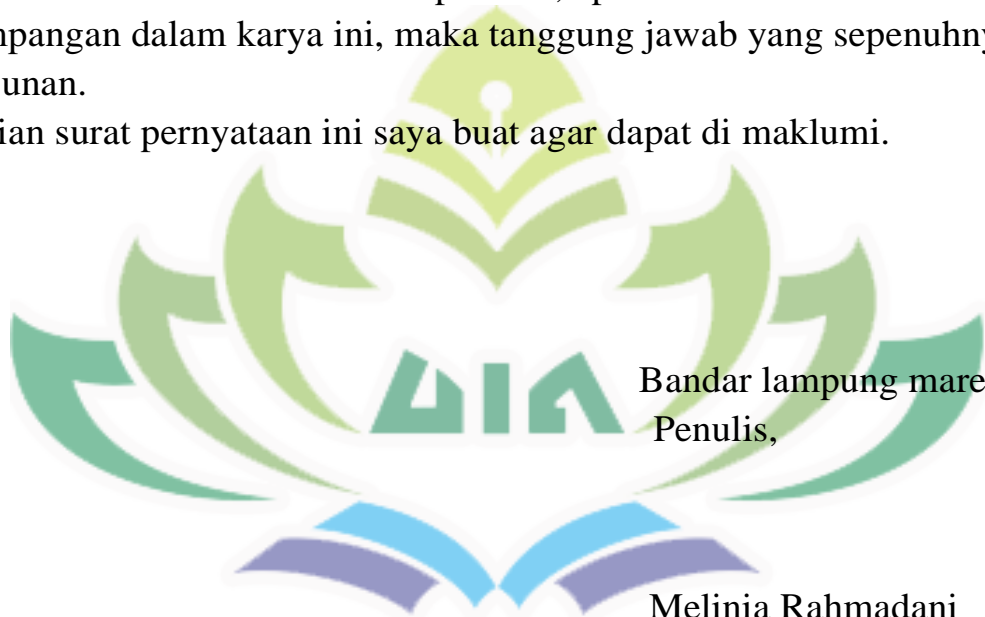 mpangan dalam karya ini, maka tanggung jawab yang sepenuhny
unan.
ian surat pernyataan ini saya buat agar dapat di maklumi.
UIN
Bandar lampung mare
Penulis,
Melinia Rahmadani